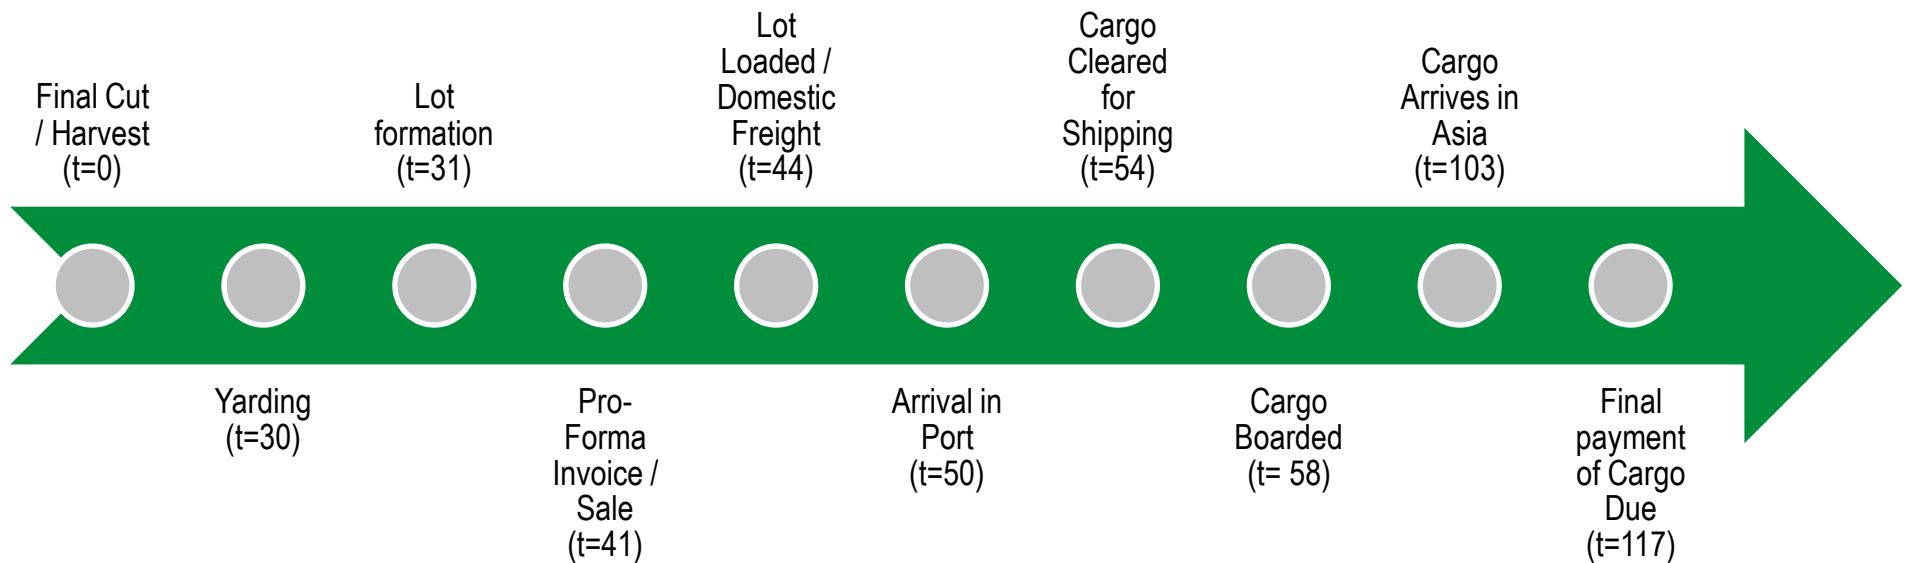 Final Cut
/ Harvest
(t=0)
Yarding
(t=30)
Lot
formation
(t=31)
Pro-
Forma
Invoice /
Sale
(t=41)
Lot
Loaded /
Domestic
Freight
(t=44)
Arrival in
Port
(t=50)
Cargo
Cleared
for
Shipping
(t=54)
Cargo
Boarded
(t= 58)
Cargo
Arrives in
Asia
(t=103)
Final
payment
of Cargo
Due
(t=117)